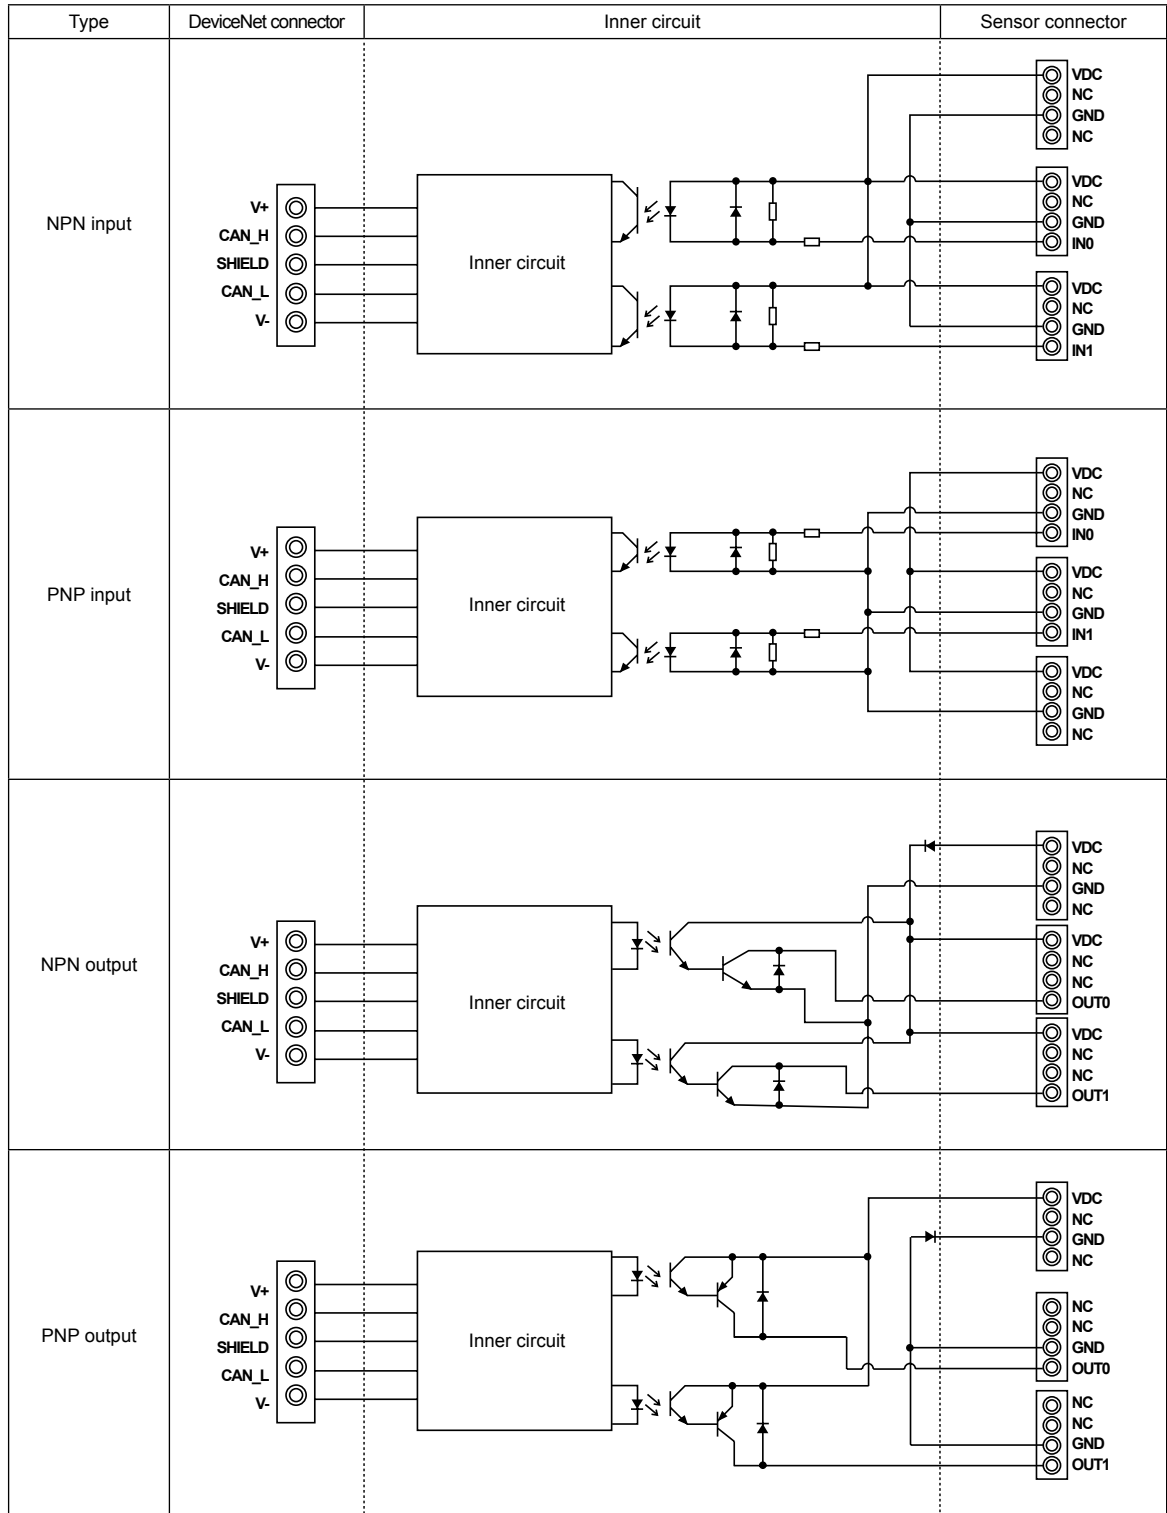 Type DeviceNet connector Inner circuit Sensor connector
NPN input
V+
CAN_H
SHIELD
CAN_L
V-
Inner circuit
VDC
NC
GND
NC
VDC
NC
GND
IN0
VDC
NC
GND
IN1
PNP input
V+
CAN_H
SHIELD
CAN_L
V-
Inner circuit
VDC
NC
GND
IN0
VDC
NC
GND
IN1
VDC
NC
GND
NC
NPN output
V+
CAN_H
SHIELD
CAN_L
V-
Inner circuit
VDC
NC
GND
NC
VDC
NC
NC
OUT0
VDC
NC
NC
OUT1
PNP output
V+
CAN_H
SHIELD
CAN_L
V-
Inner circuit
VDC
NC
GND
NC
NC
NC
GND
OUT0
NC
NC
GND
OUT1